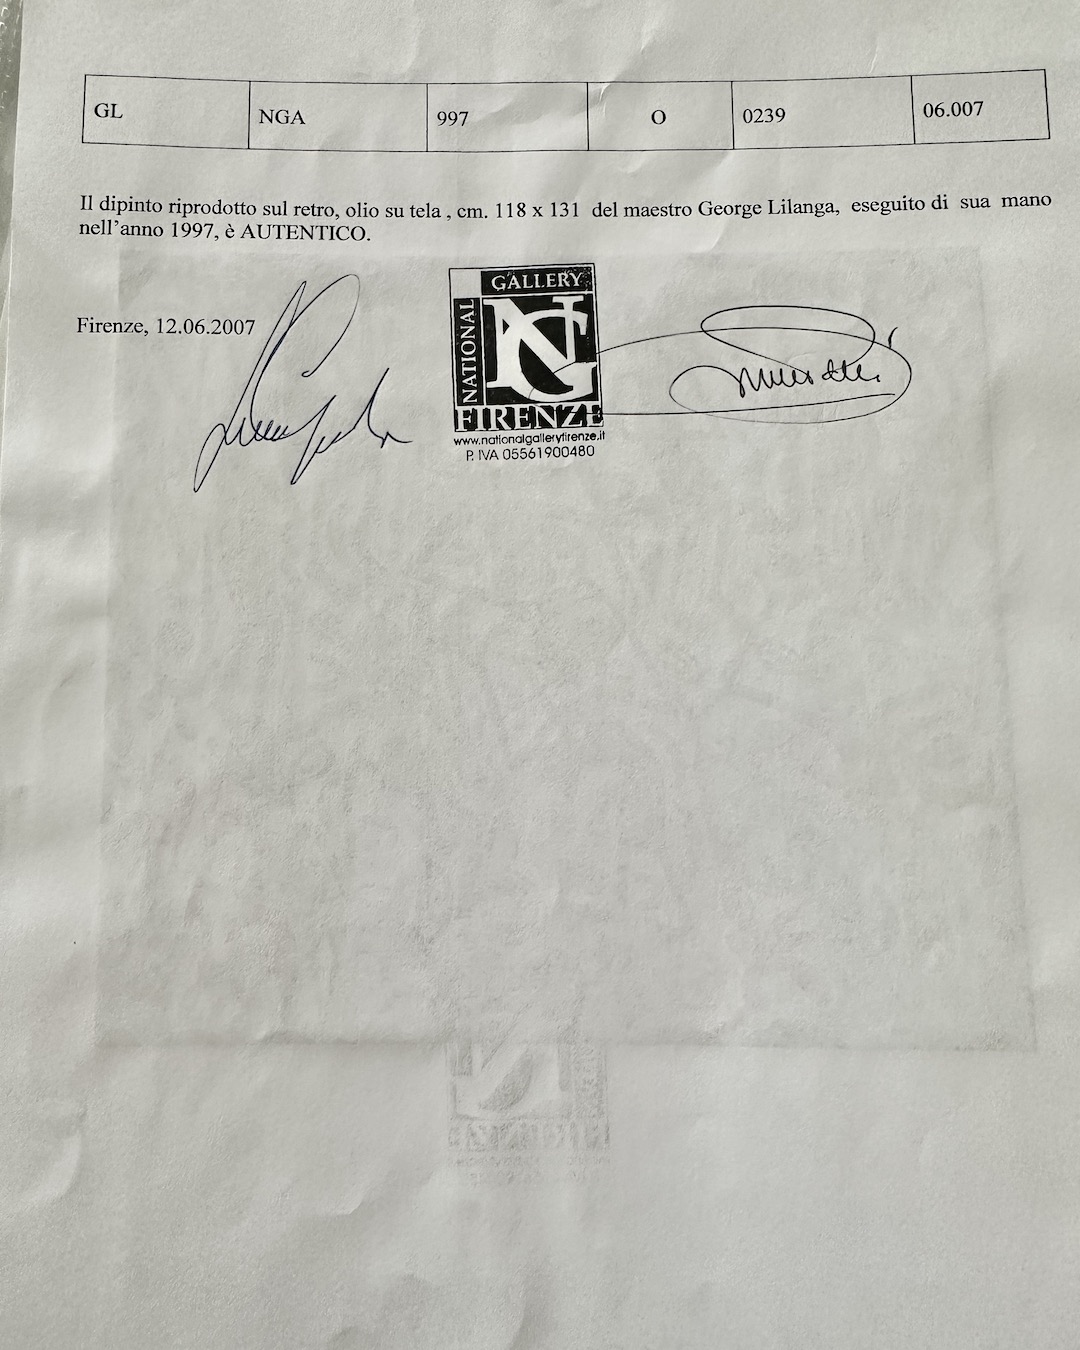 GL NGA 997 O 0239 06.007
Il dipinto riprodotto sul retro, olio su tela , cm. 118 x 131 del maestro George Lilanga, eseguito di sua mano
nell'anno 1997, è AUTENTICO.
Firenze, 12.06.2007
GALLERY
NATIONAL
NG
FIRENZE
www.nationalgalleryfirenze.it
P. IVA 05561900480